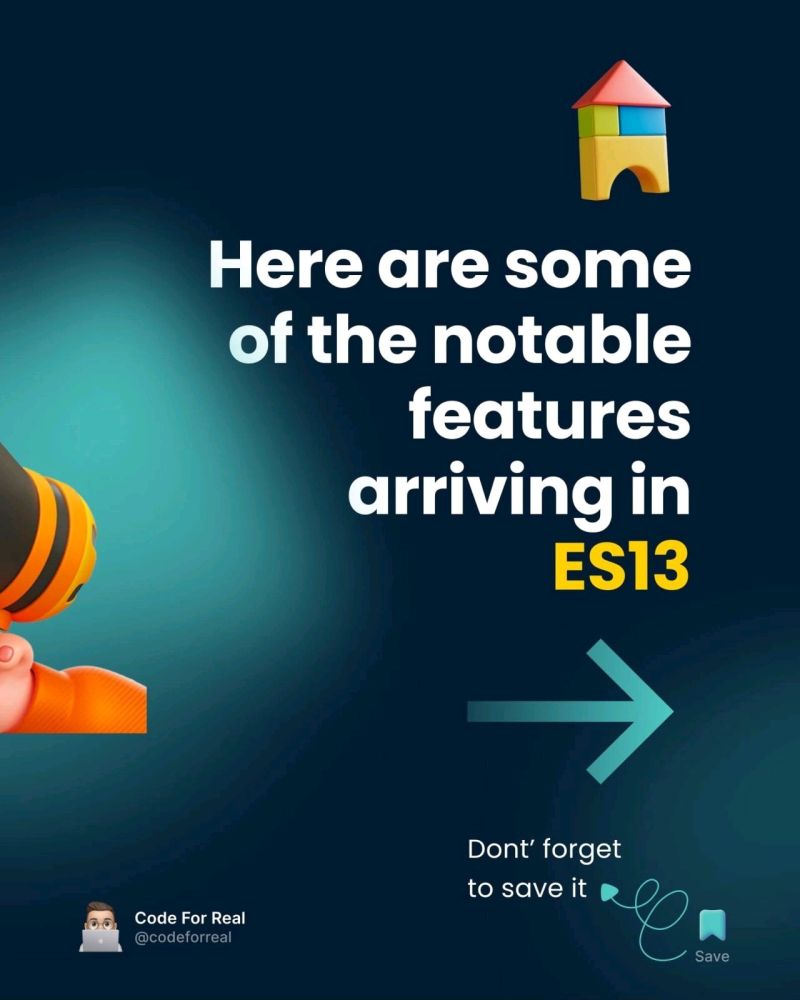 Here are some
of the notable
features
arriving in
ES13
Dont’ forget
to save it
Code For Real
@codeforreal
Save